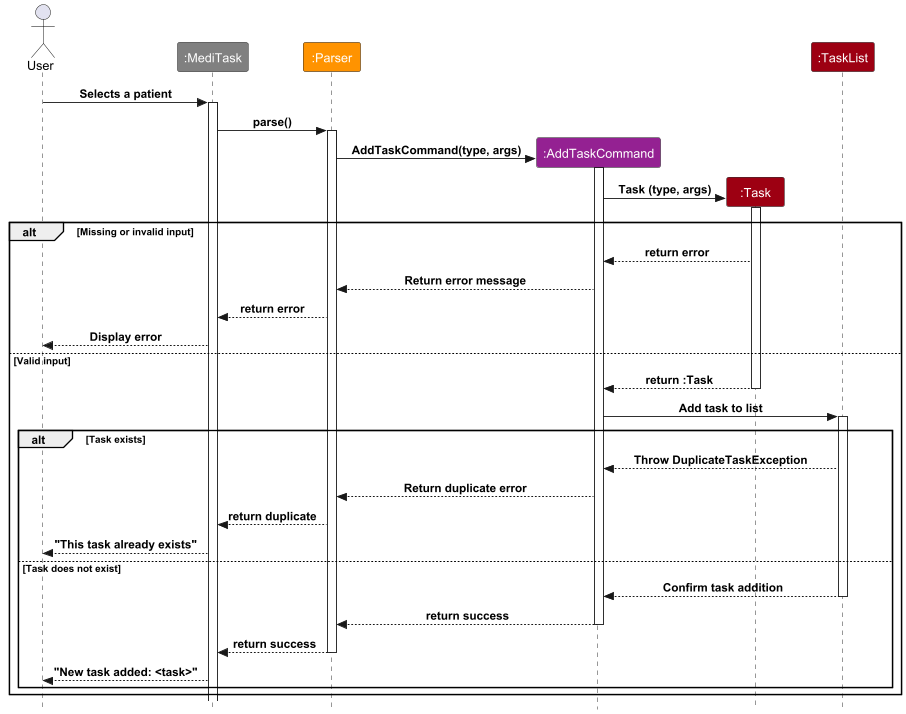 User
:MediTask
:Parser
:TaskList
Selects a patient
parse()
AddTaskCommand(type, args)
:AddTaskCommand
Task (type, args)
:Task
alt
[Missing or invalid input]
return error
Return error message
return error
Display error
[Valid input]
return :Task
Add task to list
alt
[Task exists]
Throw DuplicateTaskException
Return duplicate error
return duplicate
"This task already exists"
[Task does not exist]
Confirm task addition
return success
return success
"New task added: <task>"